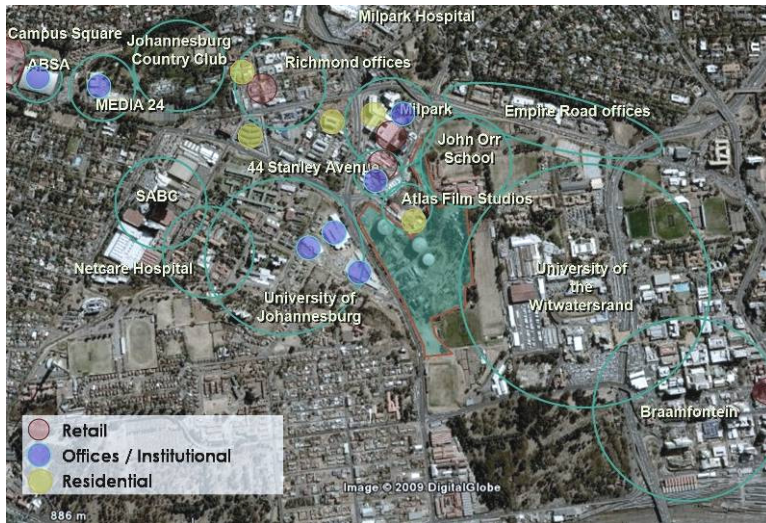 Milpark Hospital
Campus Square
Johannesburg
Country Club
Richmond offices
ABSA
MEDIA 24
Milpark
Empire Road offices
John Orr
School
44 Stanley Avenue
SABC
Atlas Film Studios
Netcare Hospital
University of
the
Witwatersrand
University of
Johannesburg
Braamfontein
Retail
Offices / Institutional
Residential
Image © 2009 DigitalGlobe
886 m